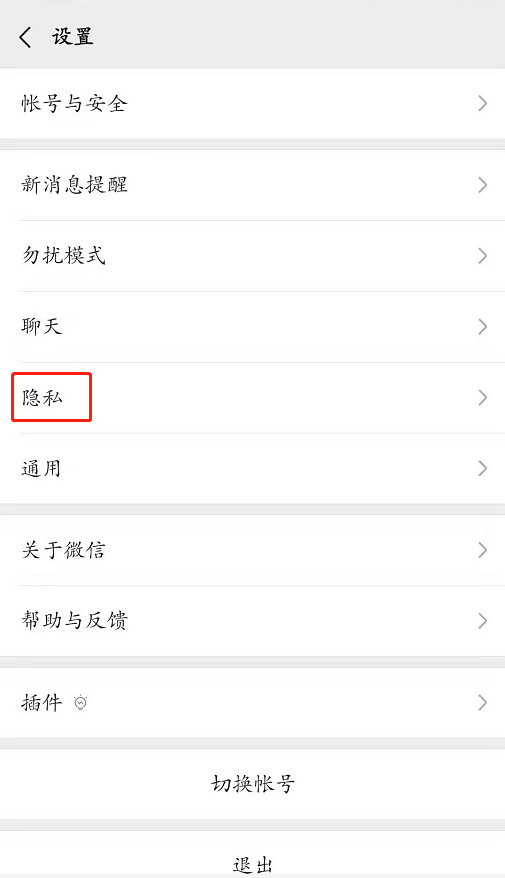 设置
帐号与安全
新消息提醒
勿扰模式
聊天
隐私
通用
关于微信
帮助与反馈
插件
切换帐号
退出